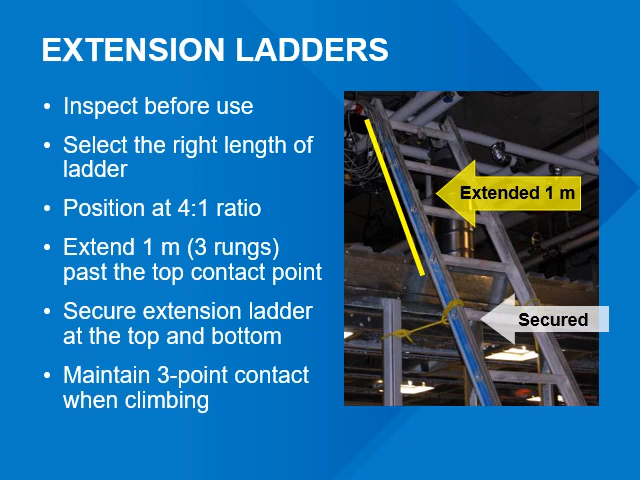 EXTENSION LADDERS
• Inspect before use
• Select the right length of
ladder
• Position at 4:1 ratio
• Extend 1 m (3 rungs)
past the top contact point
• Secure extension ladder
at the top and bottom
• Maintain 3-point contact
when climbing
Extended 1 m
Secured